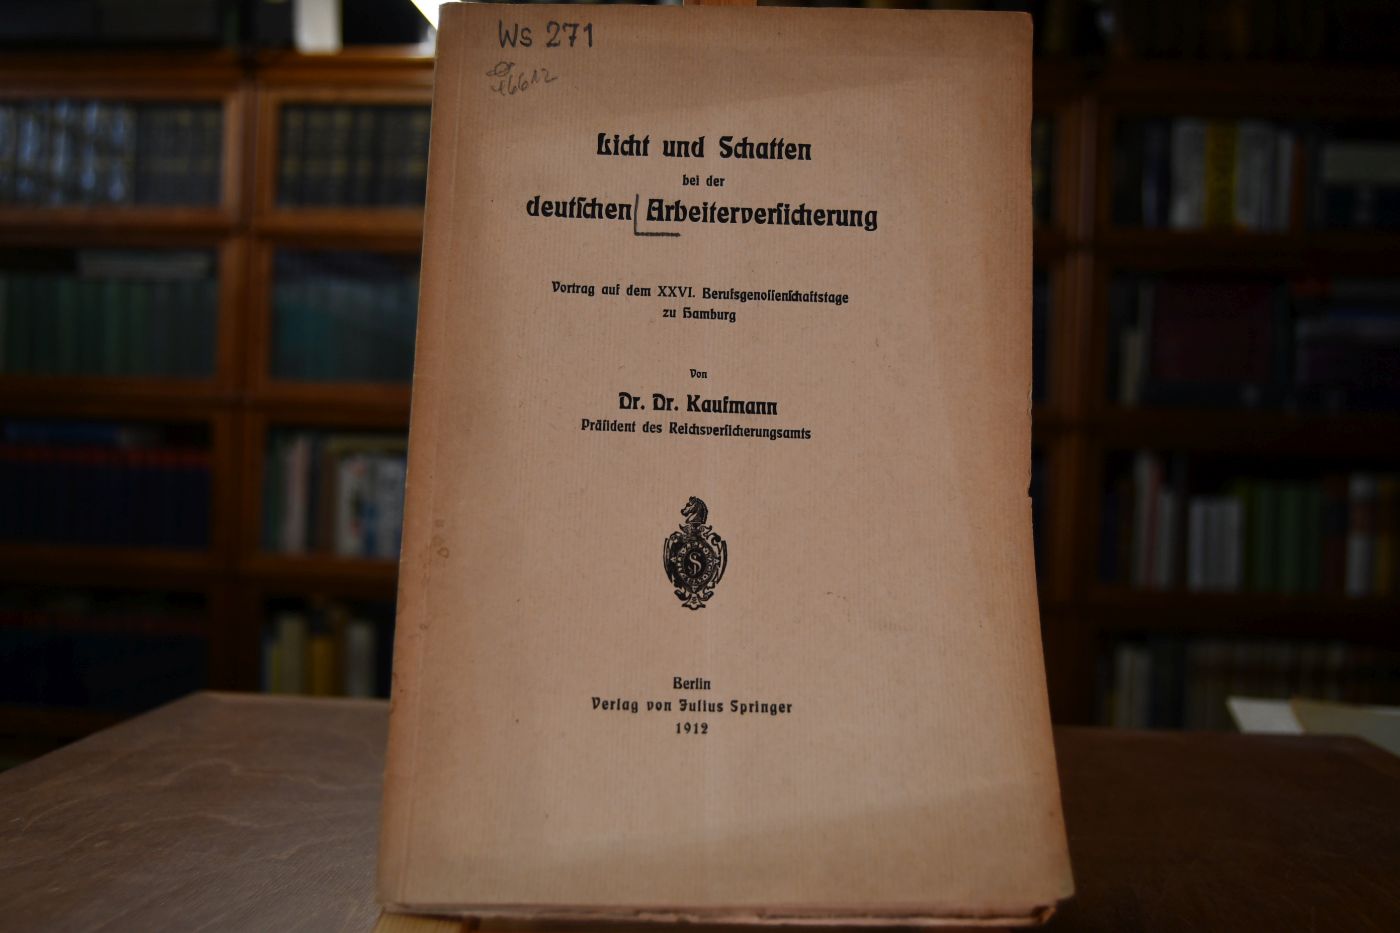 Ws 271
Licht und Schatten
bei der
deutschen Arbeiterversicherung
Vortrag auf dem XXVI. Berufsgenossenschaftstage
zu Hamburg
Von
Dr. Dr. Kaufmann
Präsident des Reichsversicherungsamts
Berlin
Verlag von Julius Springer
1912